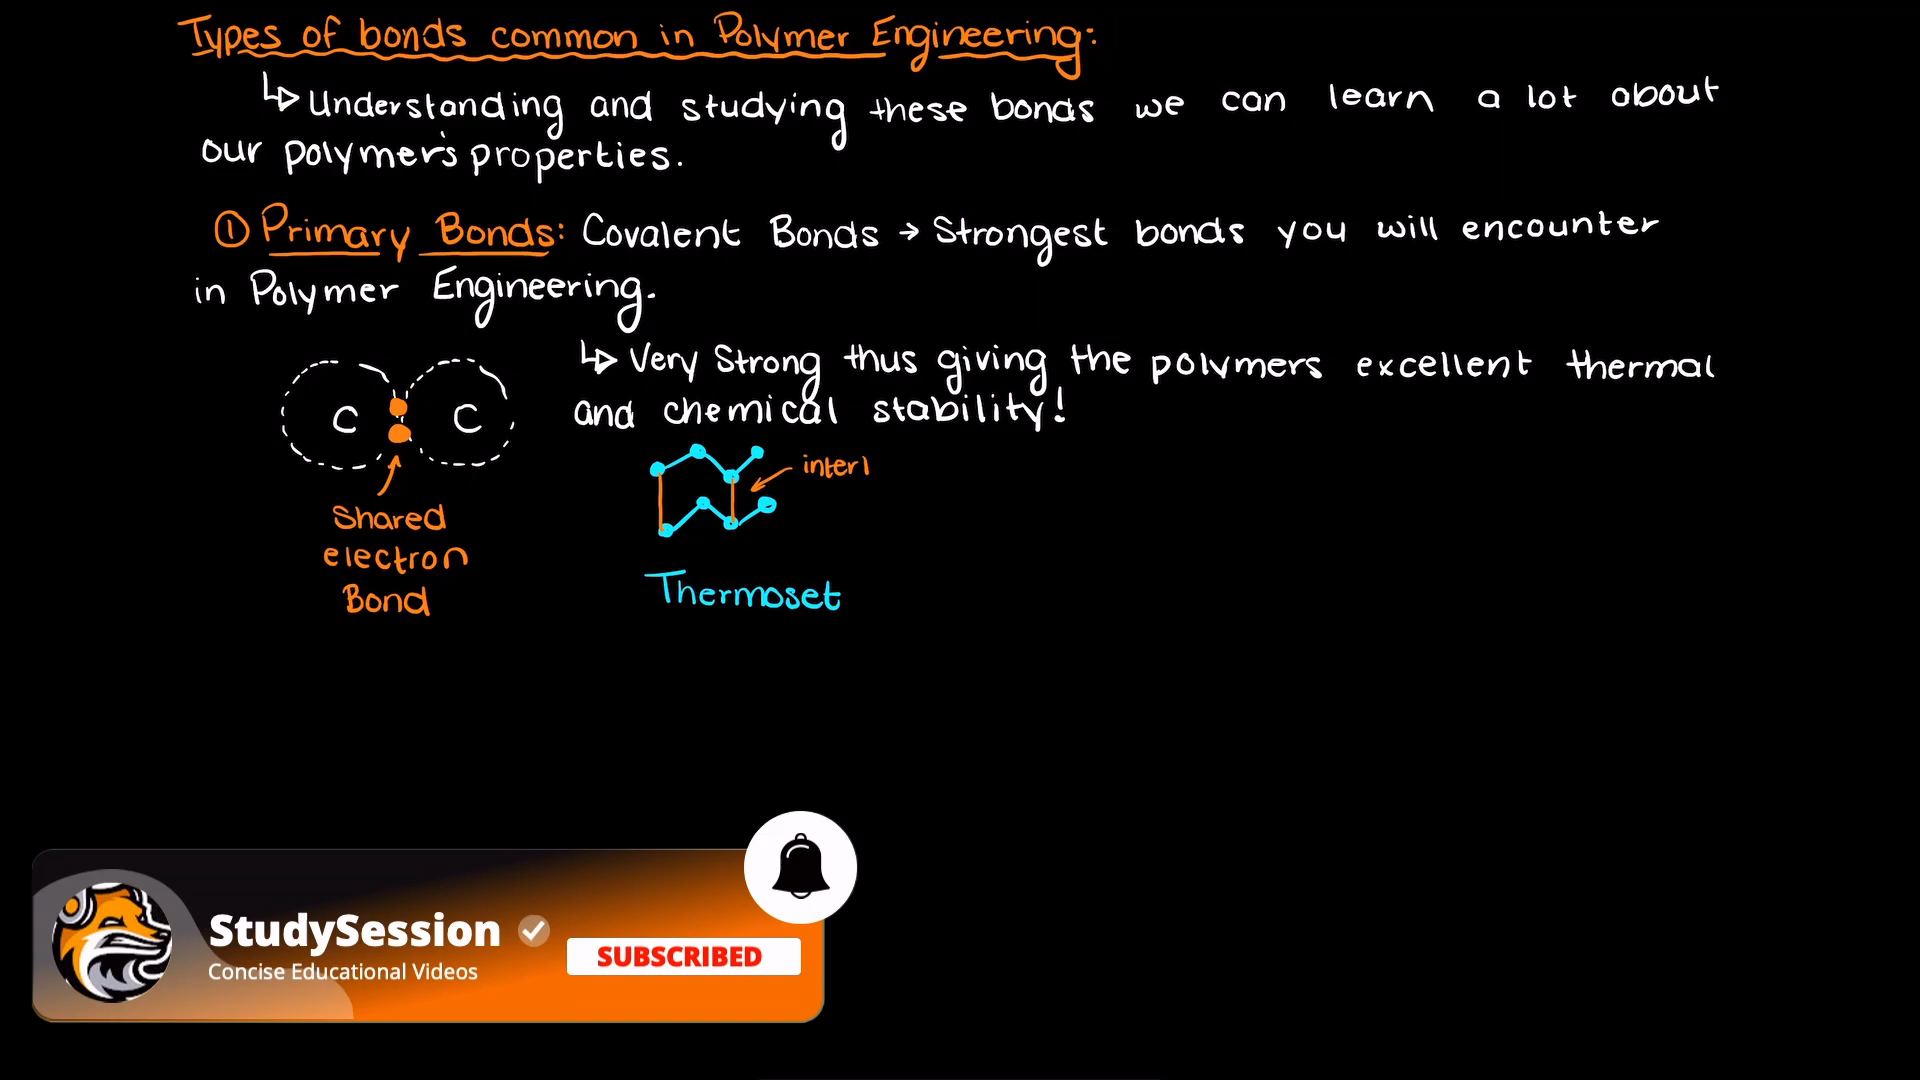 Types of bonds common in Polymer Engineering:
Understanding and studying these bonds we can learn a lot about
our polymer's properties.
① Primary Bonds: Covalent Bonds → Strongest bonds you will encounter
in Polymer Engineering.
Very Strong thus giving the polymers excellent thermal
and chemical stability!
C C
interl
Shared
electron
Bond
Thermoset
StudySession
Concise Educational Videos
SUBSCRIBED